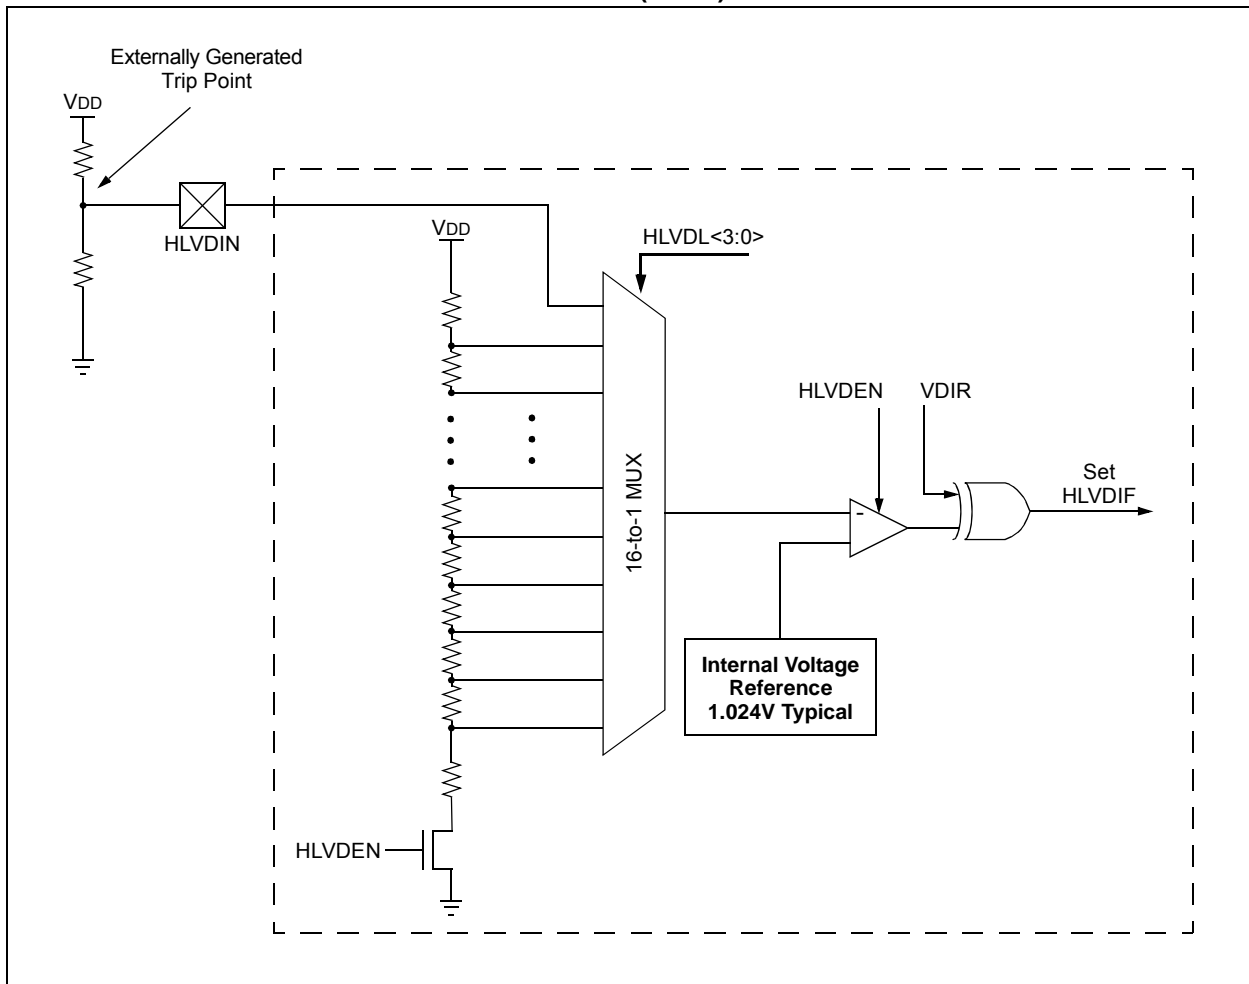 Externally Generated
Trip Point
VDD
HLVDIN
VDD
HLVDL<3:0>
16-to-1 MUX
HLVDEN
VDIR
Set
HLVDIF
-
Internal Voltage
Reference
1.024V Typical
HLVDEN